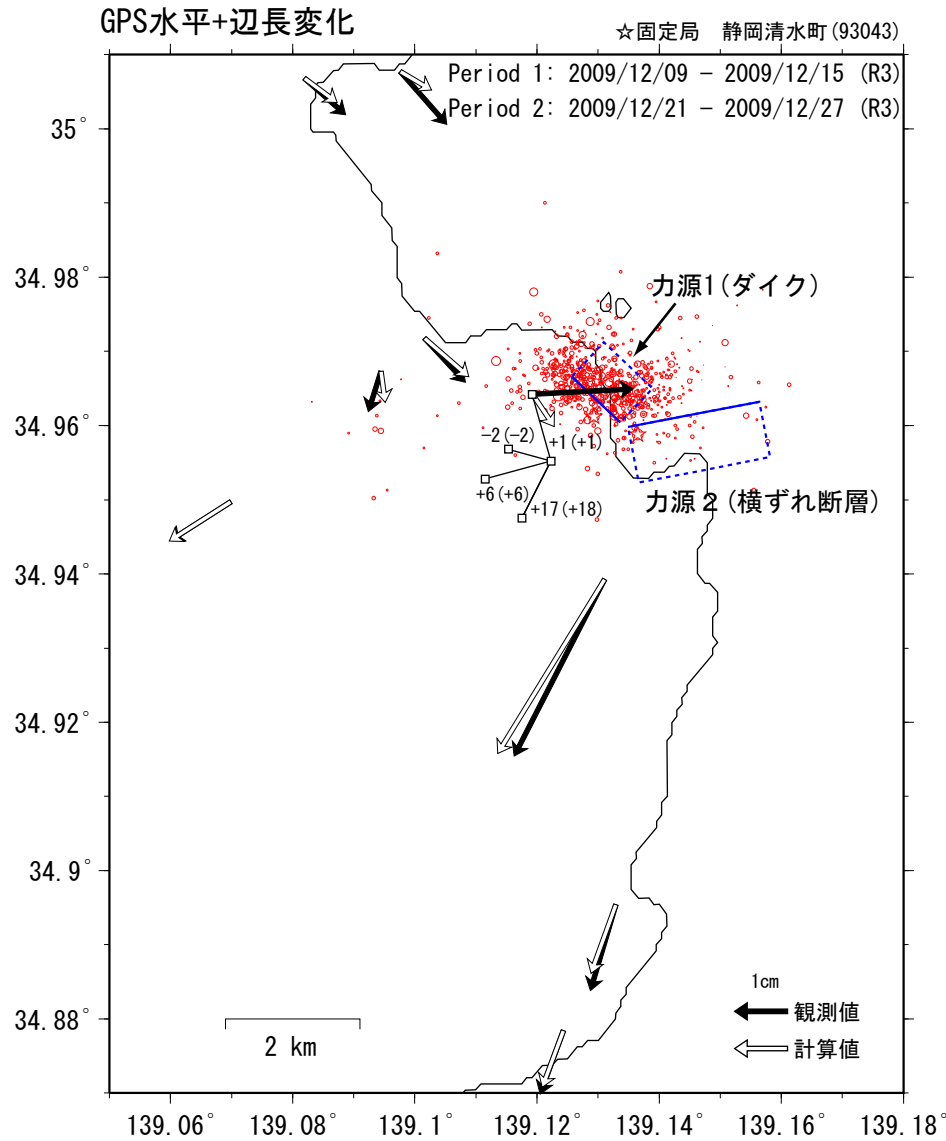 GPS水平+辺長変化
☆固定局　静岡清水町(93043)
Period 1: 2009/12/09 − 2009/12/15 (R3)
Period 2: 2009/12/21 − 2009/12/27 (R3)
35°
34.98°
34.96°
34.94°
34.92°
34.9°
34.88°
力源1(ダイク)
-2(-2)
+1(+1)
+6(+6)
+17(+18)
力源２(横ずれ断層)
1cm
観測値
計算値
2 km
139.06°
139.08°
139.1°
139.12°
139.14°
139.16°
139.18°